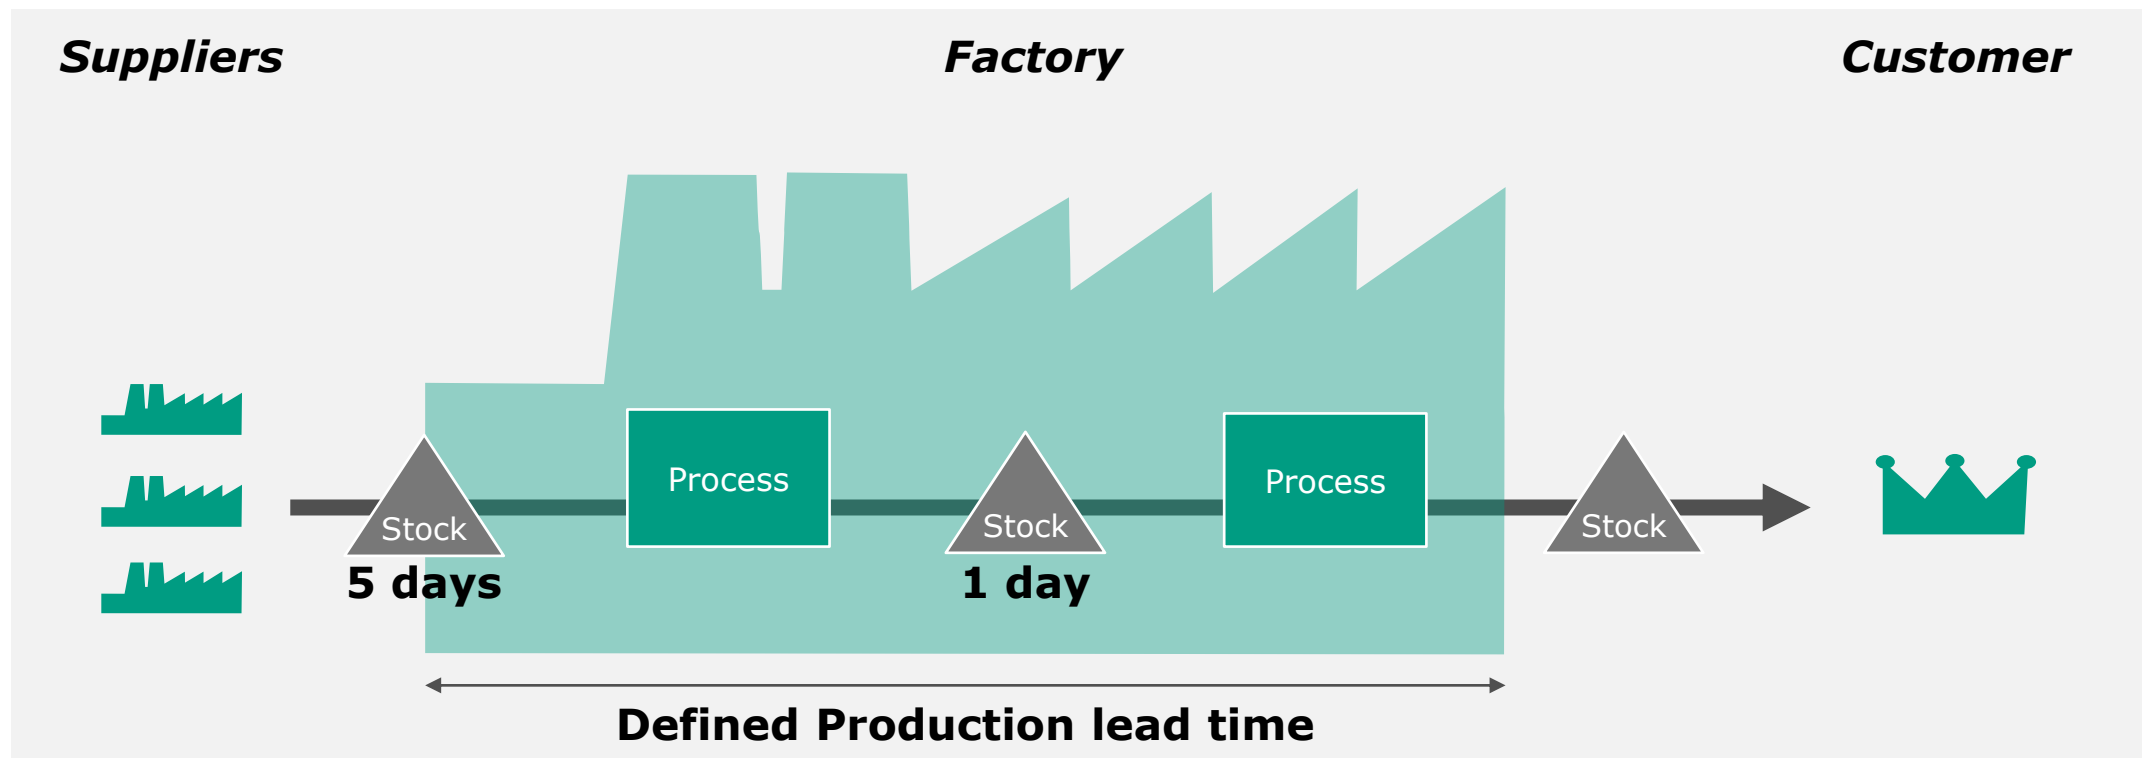 Suppliers
Factory
Customer
Process
Process
Stock
Stock
Stock
5 days
1 day
Defined Production lead time